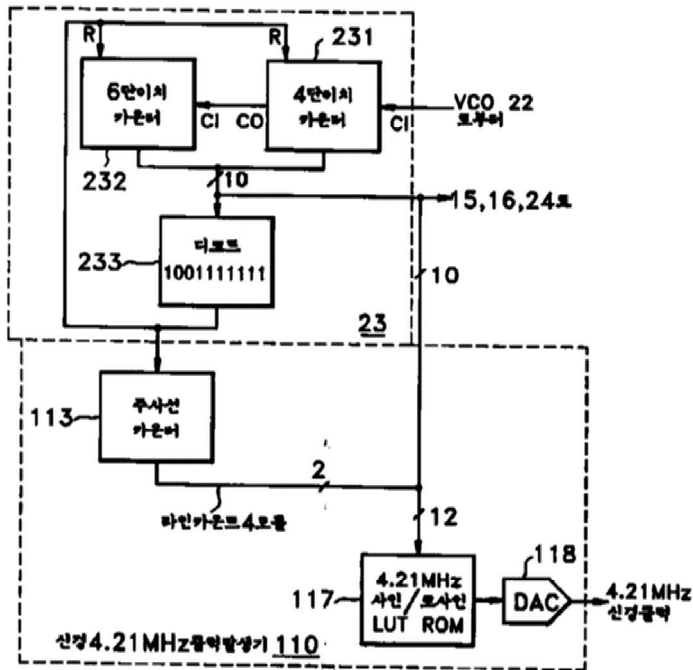 R
R
231
6단이치
카운터
4단이치
카운터
CI
CO
CI
VCO 22
로부터
232
10
15,16,24로
디코드
1001111111
233
10
23
주사선
카운터
113
2
라인카운트4모듈
12
4.21MHz
사인/코사인
LUT ROM
117
118
DAC
4.21MHz
신경클럭
신경4.21MHz클럭발생기 110